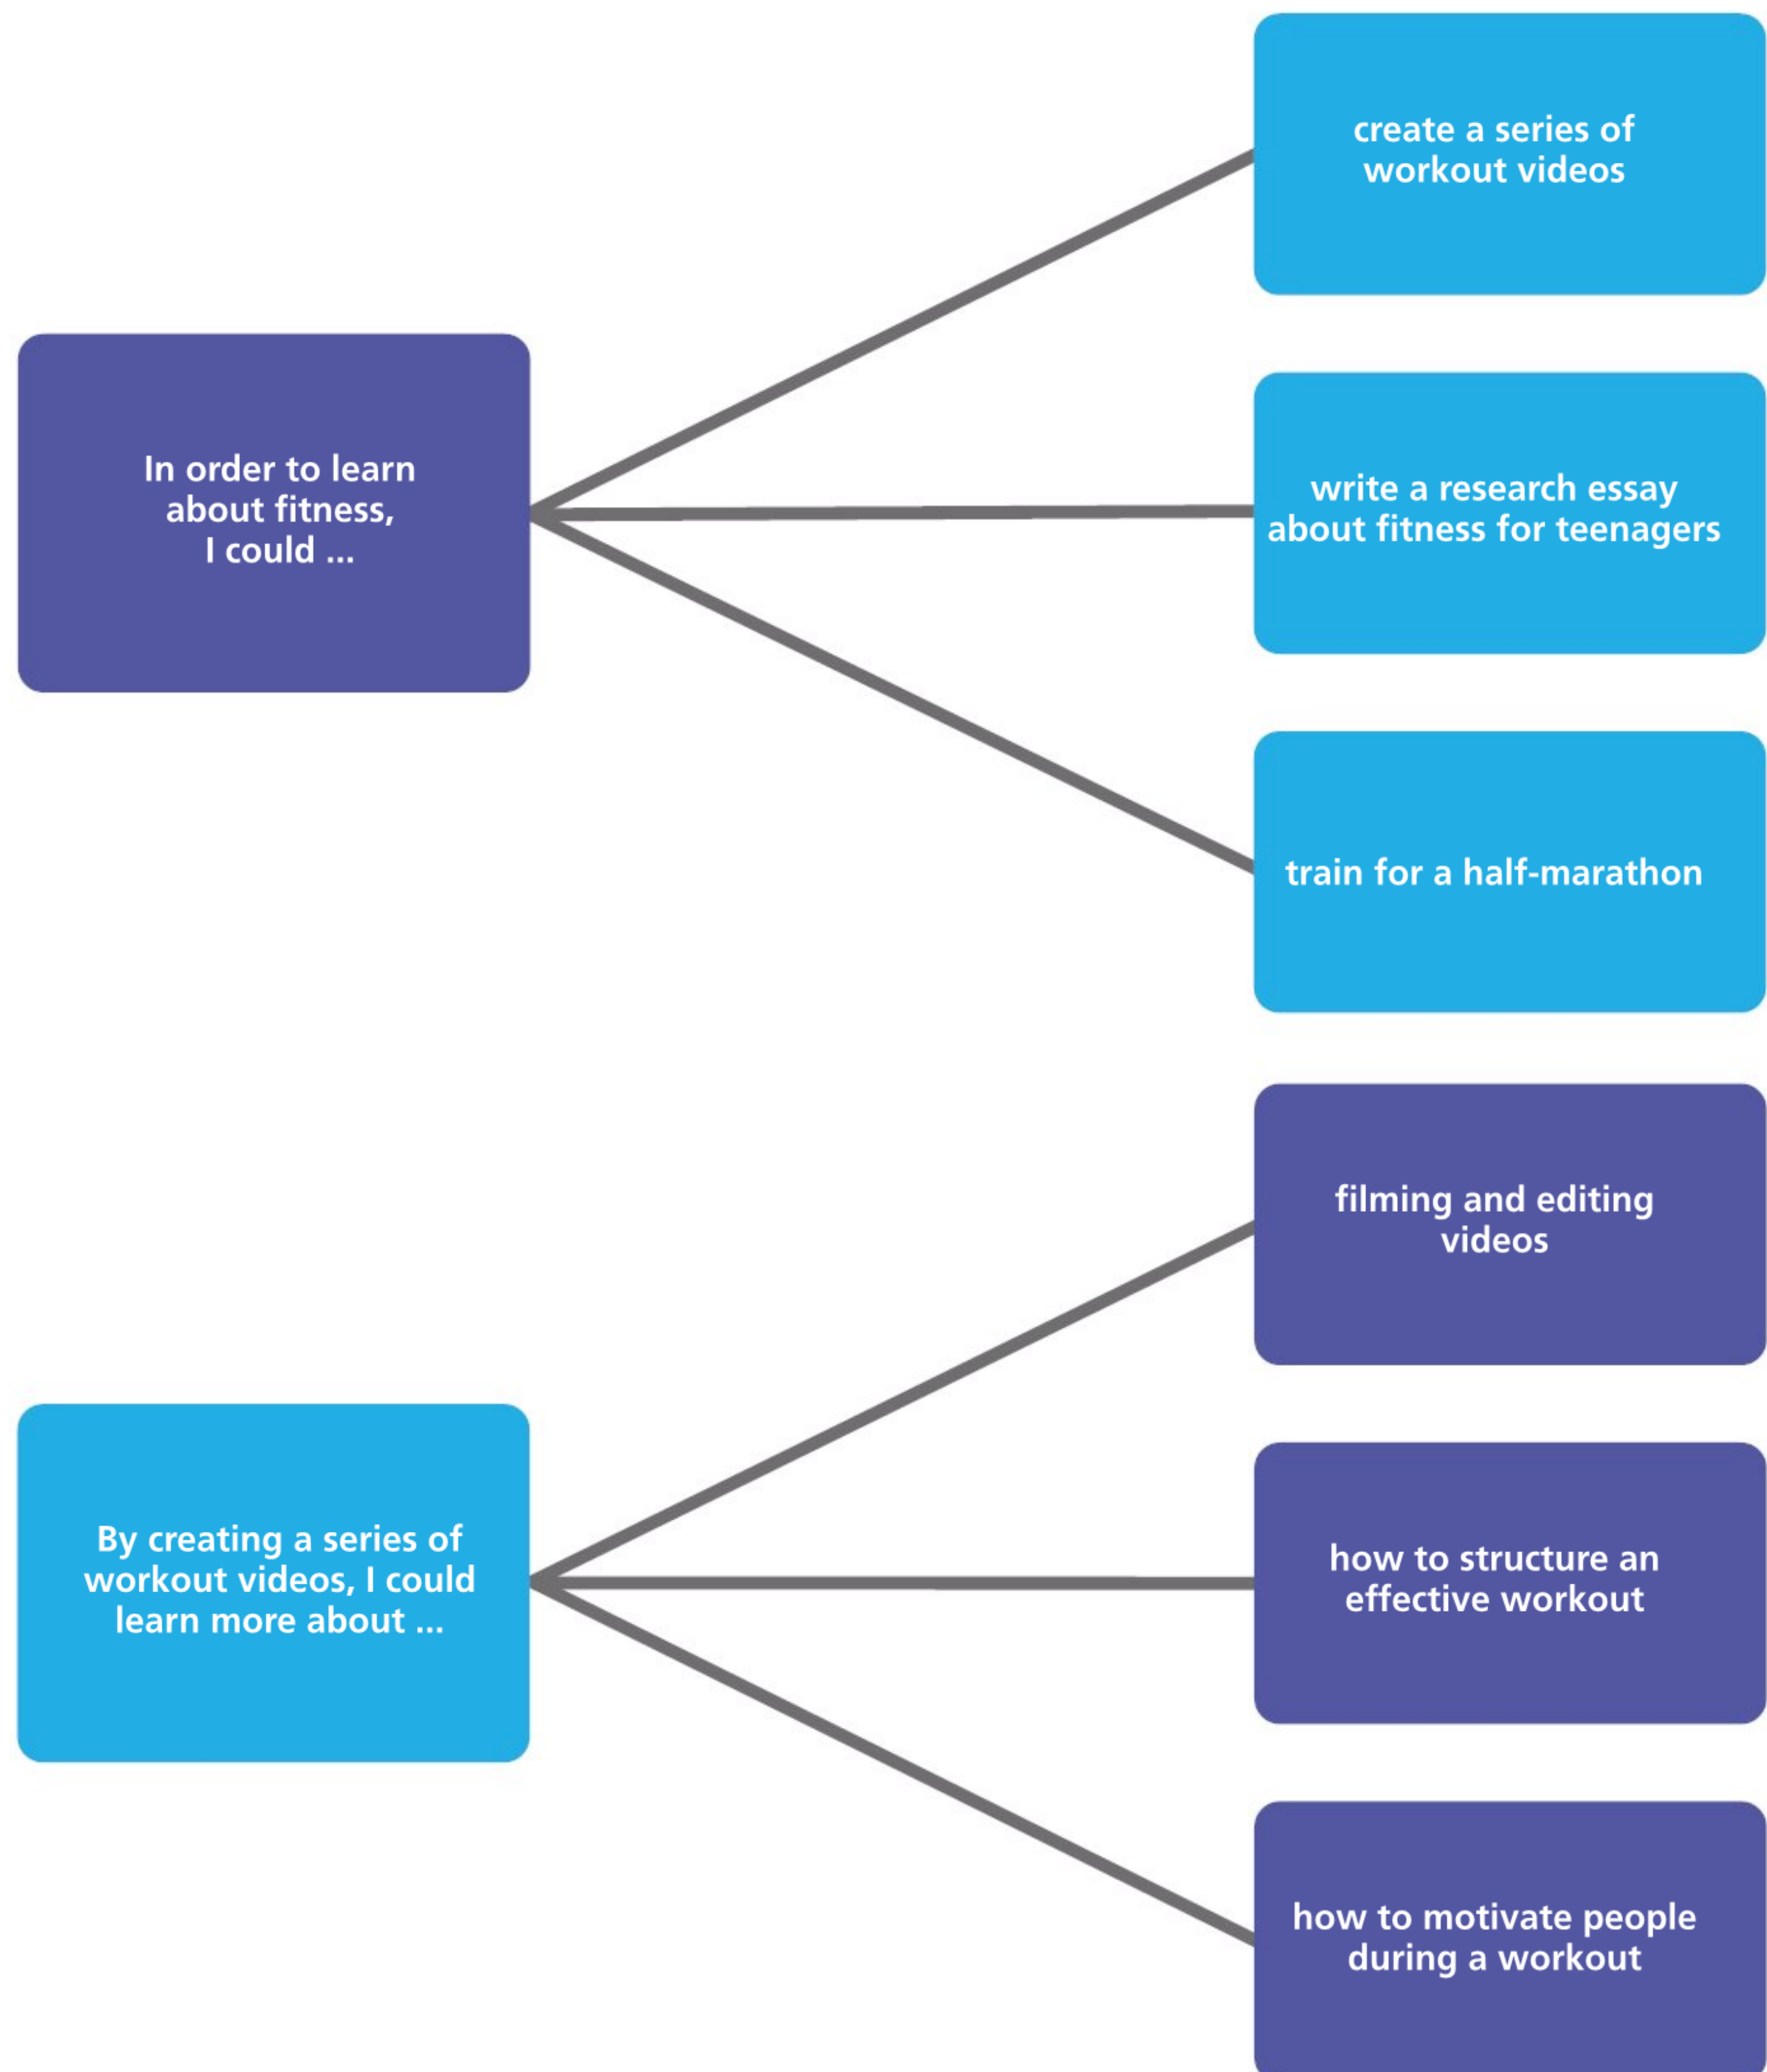 create a series of
workout videos
In order to learn
about fitness,
I could ...
write a research essay
about fitness for teenagers
train for a half-marathon
filming and editing
videos
By creating a series of
workout videos, I could
learn more about ...
how to structure an
effective workout
how to motivate people
during a workout